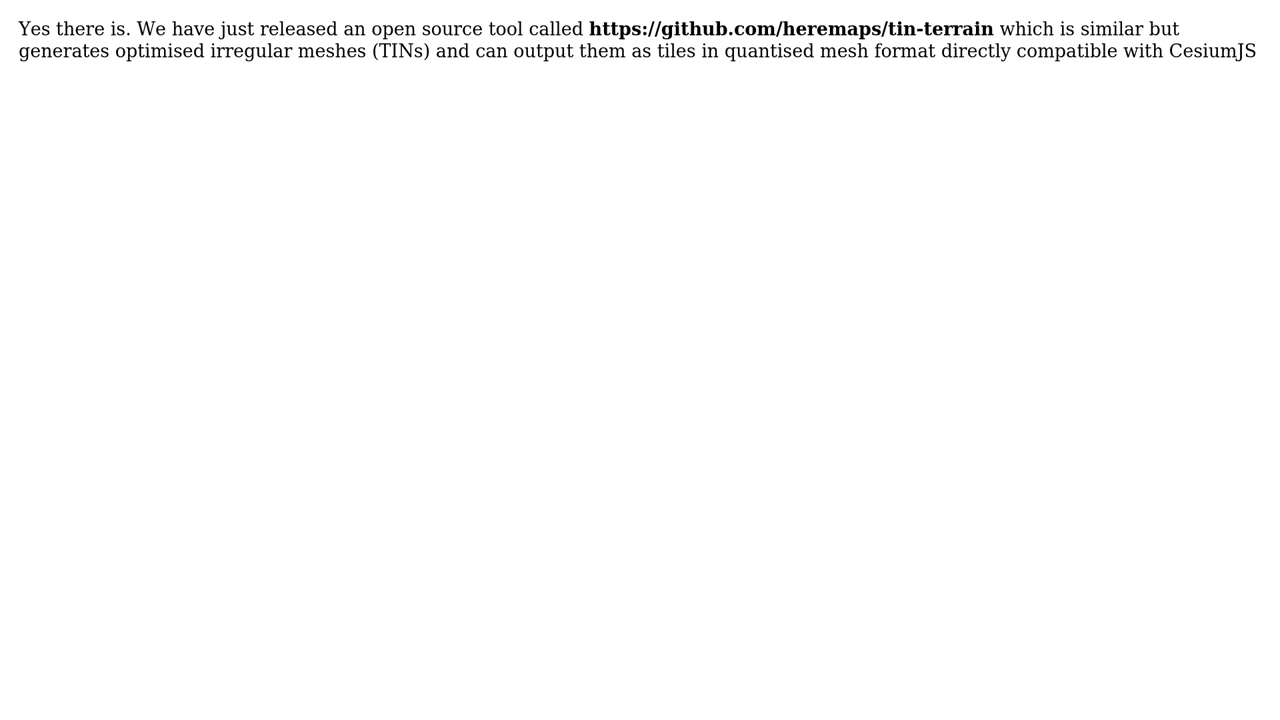 Yes there is. We have just released an open source tool called https://github.com/heremaps/tin-terrain which is similar but
generates optimised irregular meshes (TINs) and can output them as tiles in quantised mesh format directly compatible with CesiumJS